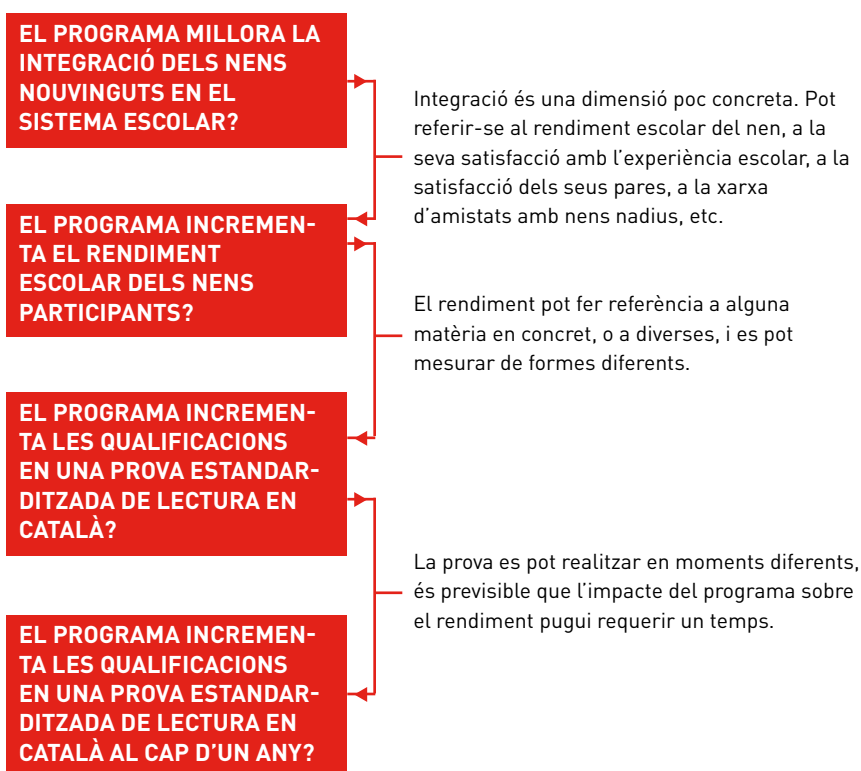 EL PROGRAMA MILLORA LA
INTEGRACIÓ DELS NENS
NOUVINGUTS EN EL
SISTEMA ESCOLAR?
Integració és una dimensió poc concreta. Pot
referir-se al rendiment escolar del nen, a la
seva satisfacció amb l’experiència escolar, a la
satisfacció dels seus pares, a la xarxa
d’amistats amb nens nadius, etc.
EL PROGRAMA INCREMEN-
TA EL RENDIMENT
ESCOLAR DELS NENS
PARTICIPANTS?
El rendiment pot fer referència a alguna
matèria en concret, o a diverses, i es pot
mesurar de formes diferents.
EL PROGRAMA INCREMEN-
TA LES QUALIFICACIONS
EN UNA PROVA ESTANDAR-
DITZADA DE LECTURA EN
CATALÀ?
La prova es pot realitzar en moments diferents,
és previsible que l’impacte del programa sobre
el rendiment pugui requerir un temps.
EL PROGRAMA INCREMEN-
TA LES QUALIFICACIONS
EN UNA PROVA ESTANDAR-
DITZADA DE LECTURA EN
CATALÀ AL CAP D’UN ANY?